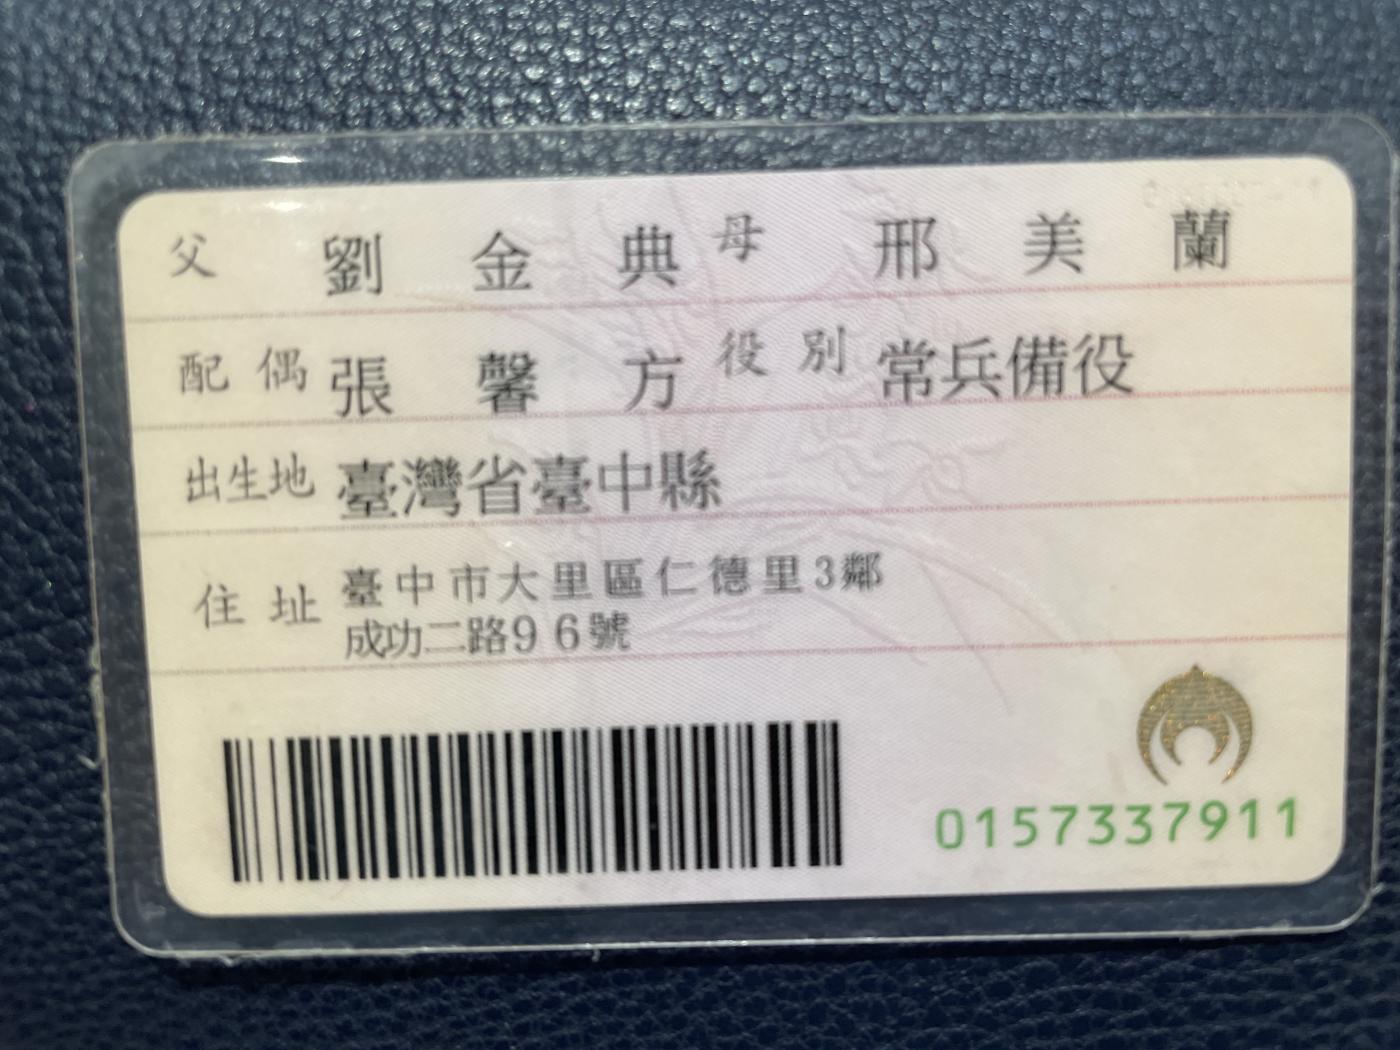 父 劉金典 母 邢美蘭
配偶 張馨方 役別 常兵備役
出生地 臺灣省臺中縣
住址 臺中市大里區仁德里3鄰
成功二路96號
0157337911